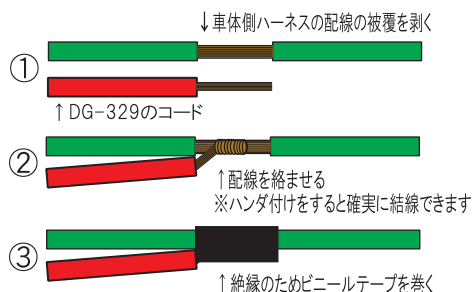 ↓車体側ハーネスの配線の被覆を剥く
①
↑DG-329のコード
②
↑配線を絡ませる
※ハンダ付けをすると確実に結線できます
③
↑絶縁のためビニールテープを巻く